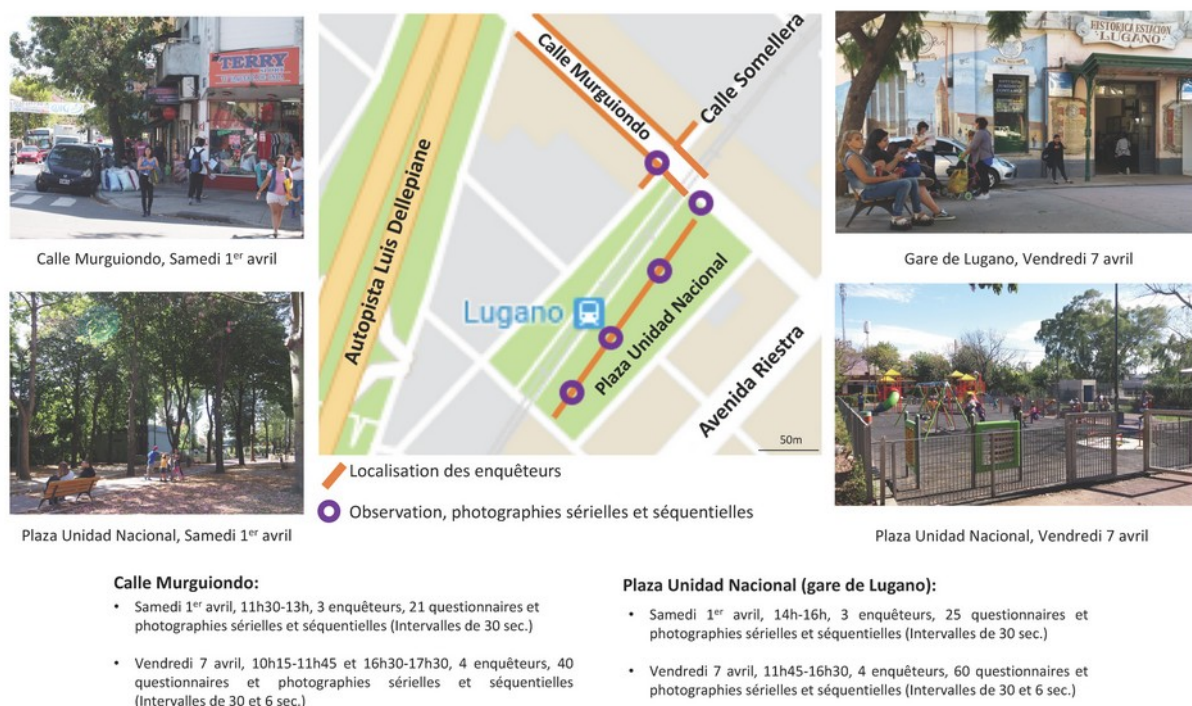 TERRY
Calle Murguiondo, Samedi 1er avril
Plaza Unidad Nacional, Samedi 1er avril
Calle Murguiondo
Calle Somellera
Autopista Luis Dellepiane
Lugano
Plaza Unidad Nacional
Avenida Riestra
50m
Localisation des enquêteurs
Observation, photographies sérielles et séquentielles
HISTORICA ESTACION
LUGANO
Gare de Lugano, Vendredi 7 avril
Plaza Unidad Nacional, Vendredi 7 avril
Calle Murguiondo:
• Samedi 1er avril, 11h30-13h, 3 enquêteurs, 21 questionnaires et
photographies sérielles et séquentielles (Intervalles de 30 sec.)
• Vendredi 7 avril, 10h15-11h45 et 16h30-17h30, 4 enquêteurs, 40
questionnaires et photographies sérielles et séquentielles
(Intervalles de 30 et 6 sec.)
Plaza Unidad Nacional (gare de Lugano):
• Samedi 1er avril, 14h-16h, 3 enquêteurs, 25 questionnaires et
photographies sérielles et séquentielles (Intervalles de 30 sec.)
• Vendredi 7 avril, 11h45-16h30, 4 enquêteurs, 60 questionnaires et
photographies sérielles et séquentielles (Intervalles de 30 et 6 sec.)